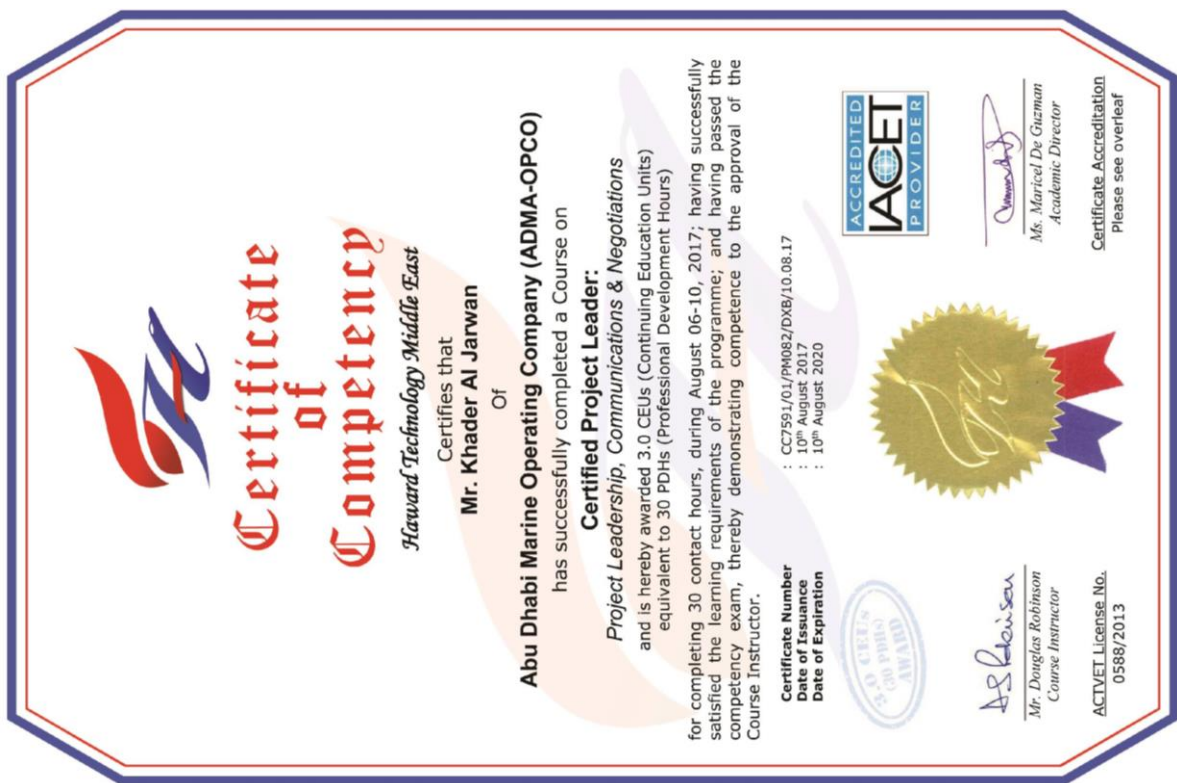 Certificate
of
Competency
Haward Technology Middle East
Certifies that
Mr. Khader Al Jarwan
Of
Abu Dhabi Marine Operating Company (ADMA-OPCO)
has successfully completed a Course on
Certified Project Leader:
Project Leadership, Communications & Negotiations
and is hereby awarded 3.0 CEUs (Continuing Education Units)
equivalent to 30 PDHs (Professional Development Hours)
for completing 30 contact hours, during August 06-10, 2017; having successfully
satisfied the learning requirements of the programme; and having passed the
competency exam, thereby demonstrating competence to the approval of the
Course Instructor.
Certificate Number : CC7591/01/PM082/DXB/10.08.17
Date of Issuance : 10th August 2017
Date of Expiration : 10th August 2020
3.0 CEUs
(30 PDHs)
AWARD
ACCREDITED
IACET
PROVIDER
Mr. Douglas Robinson
Course Instructor
Ms. Maricel De Guzman
Academic Director
ACTVET License No.
0588/2013
Certificate Accreditation
Please see overleaf